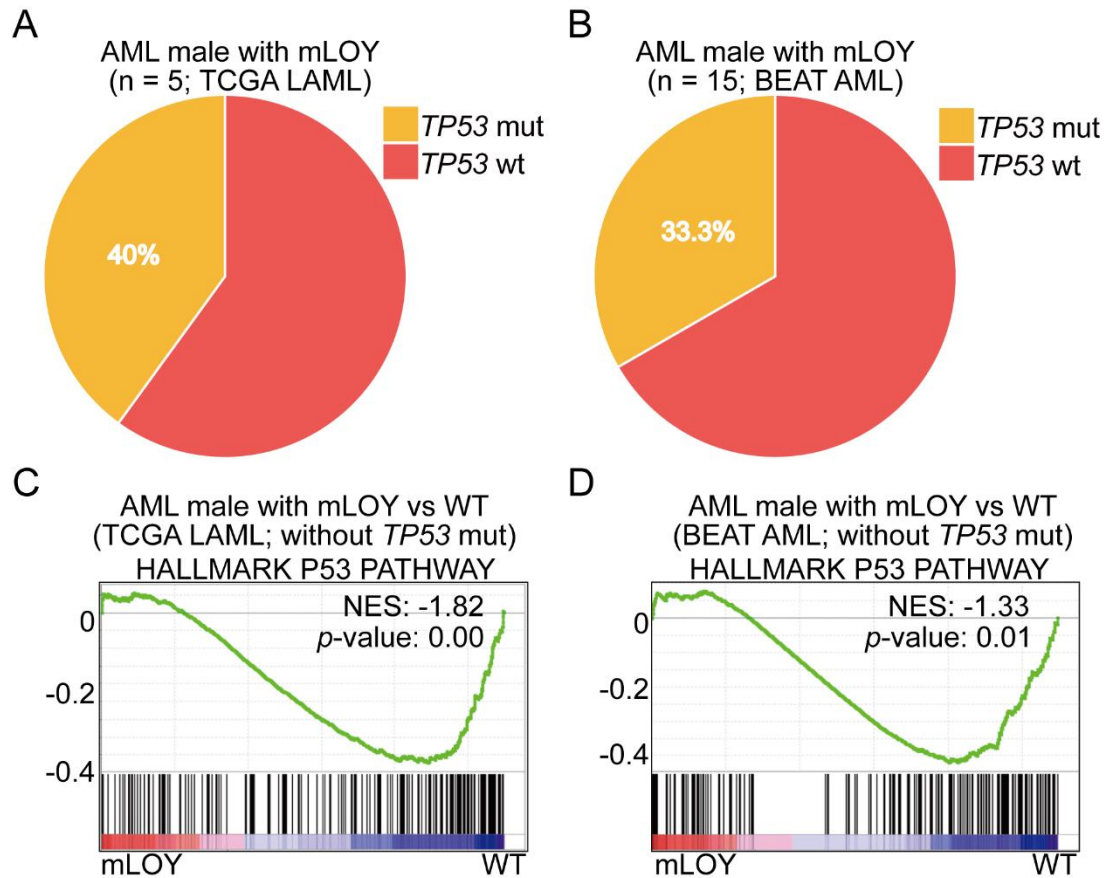 A
AML male with mLOY
(n = 5; TCGA LAML)
TP53 mut
TP53 wt
40%
B
AML male with mLOY
(n = 15; BEAT AML)
TP53 mut
TP53 wt
33.3%
C
AML male with mLOY vs WT
(TCGA LAML; without TP53 mut)
HALLMARK P53 PATHWAY
NES: -1.82
p-value: 0.00
0
-0.2
-0.4
mLOY
WT
D
AML male with mLOY vs WT
(BEAT AML; without TP53 mut)
HALLMARK P53 PATHWAY
NES: -1.33
p-value: 0.01
0
-0.2
-0.4
mLOY
WT